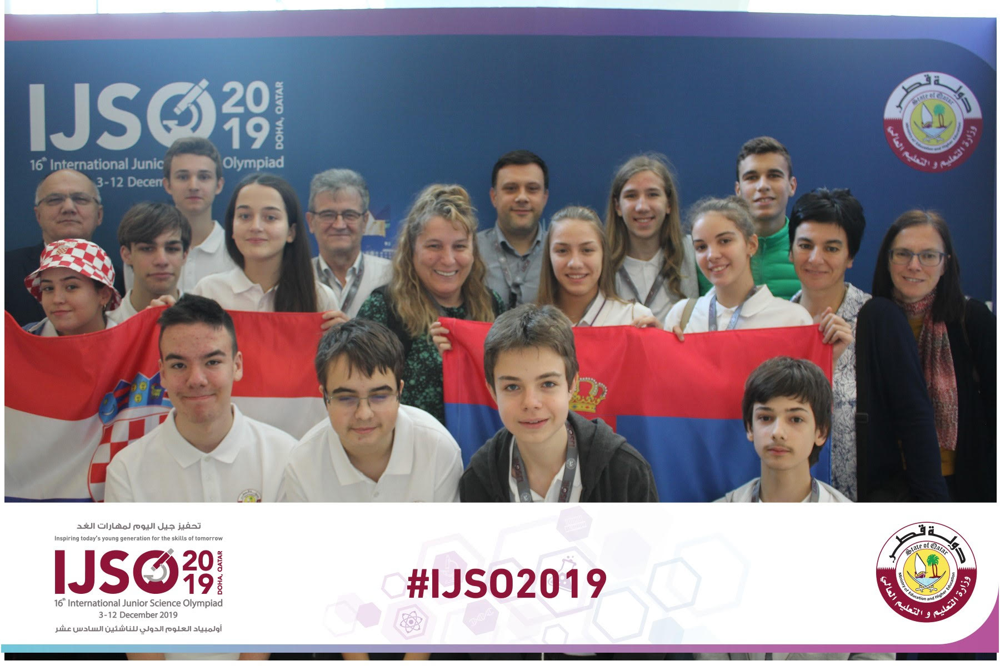 IJSO 2019
DOHA, QATAR
16th International Junic Olympiad
3-12 Decem
دولة قطر
State of Qatar
Ministry of Education and Higher Education
وزارة التعليم و التعليم العالي
تحفيز جيل اليوم لمهارات الغد
Inspiring today's young generation for the skills of tomorrow
IJSO 2019
DOHA, QATAR
16th International Junior Science Olympiad
3-12 December 2019
أولمبياد العلوم الدولي للناشئين السادس عشر
#IJSO2019
دولة قطر
State of Qatar
Ministry of Education and Higher Education
وزارة التعليم و التعليم العالي